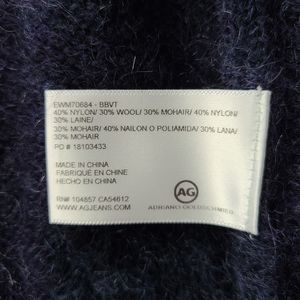 EWM70684 - BBVT
40% NYLON/ 30% WOOL/ 30% MOHAIR/ 40% NYLON/
30% LAINE/
30% MOHAIR/ 40% NAILON O POLIAMIDA/ 30% LANA/
30% MOHAIR
PO # 18103433
MADE IN CHINA
FABRIQUÉ EN CHINE
HECHO EN CHINA
AG
RN# 104857 CA54612
WWW.AGJEANS.COM
ADRIANO GOLDSCHMIED